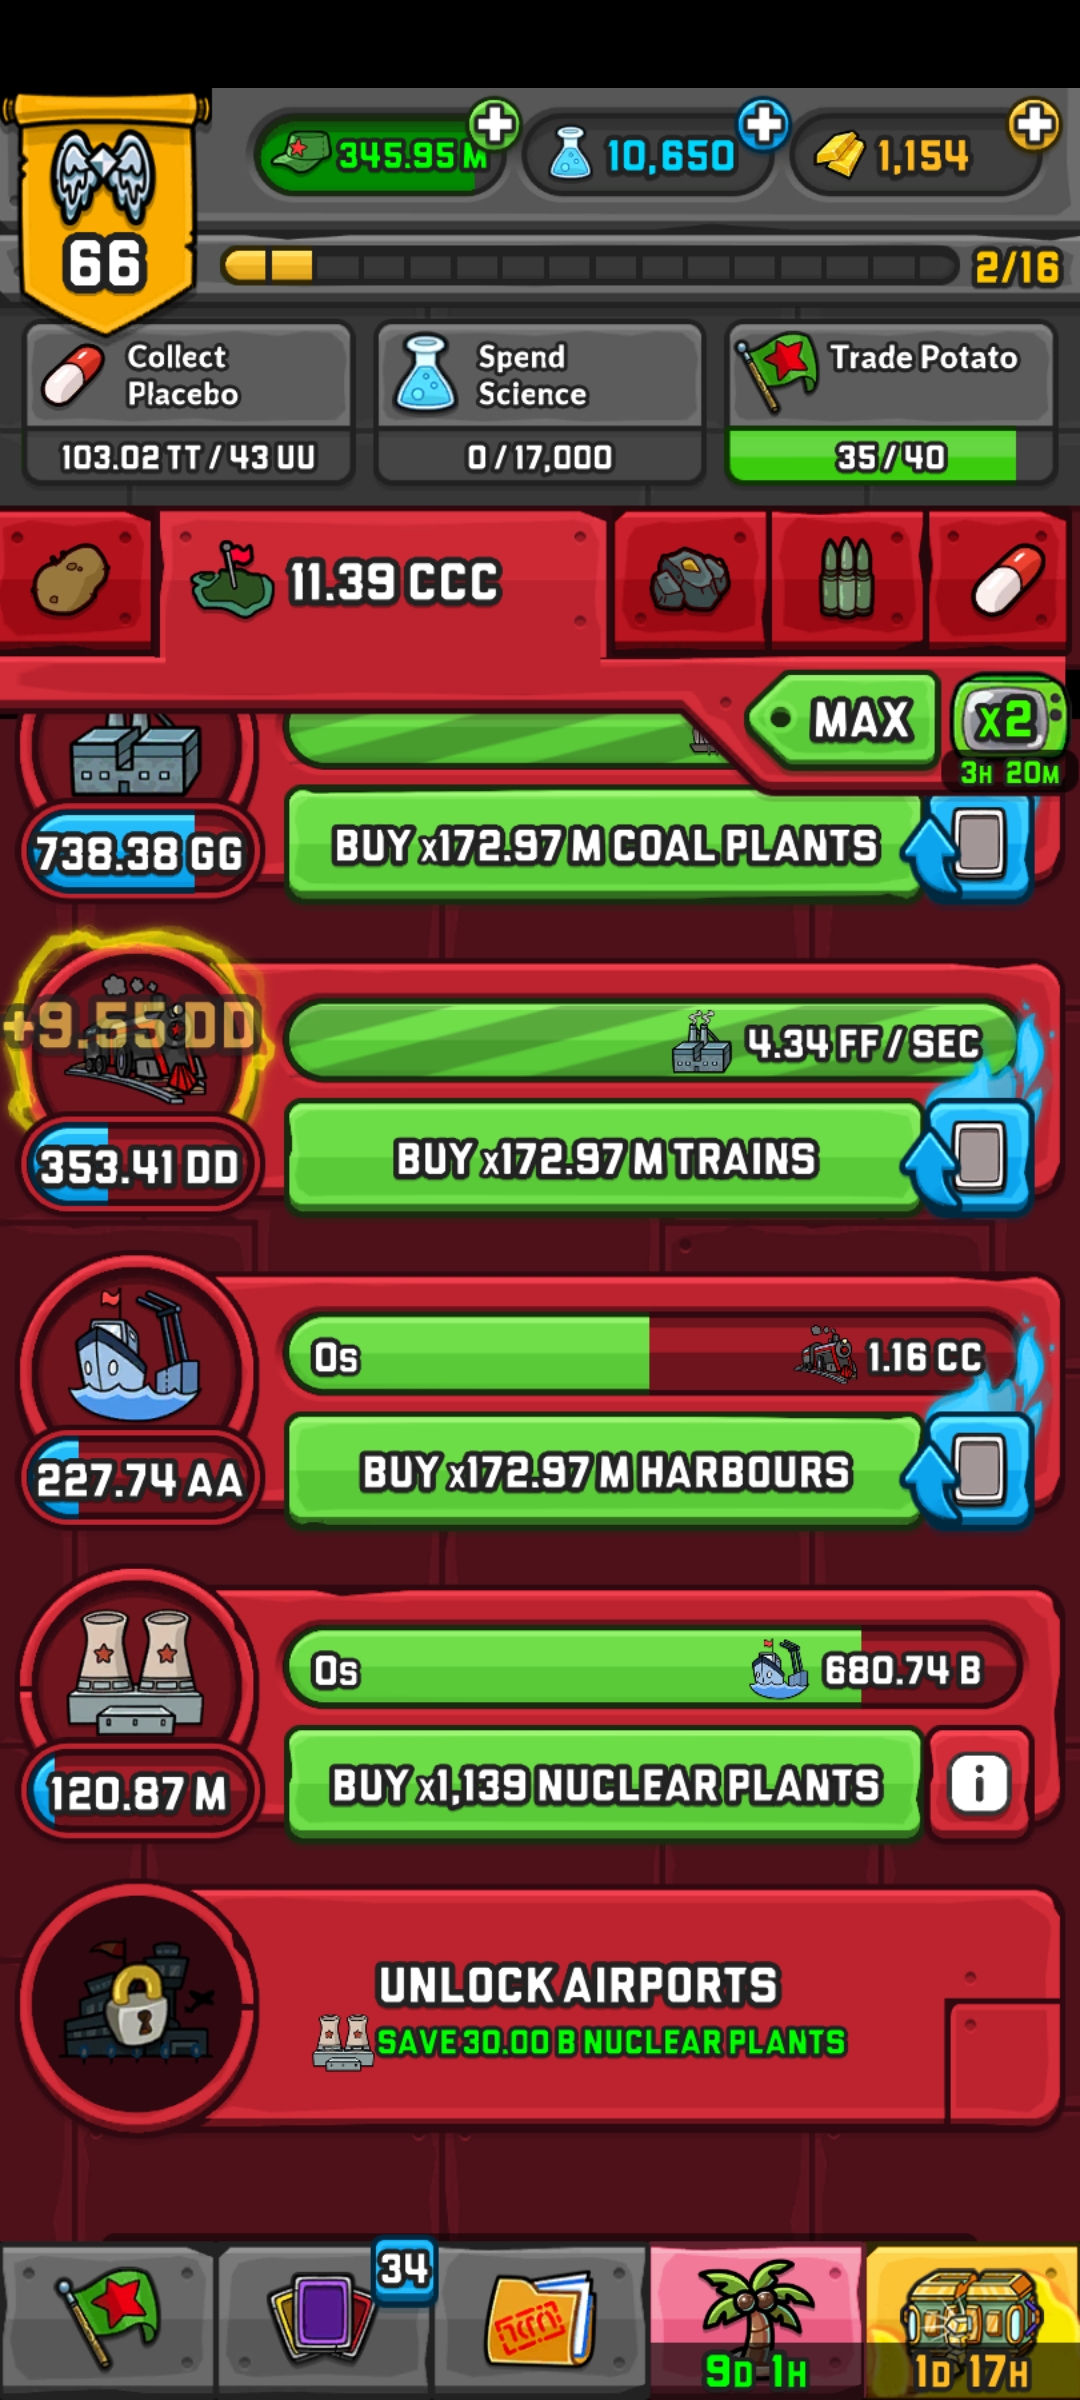 345.95 M
10,650
1,154
66
2/16
Collect
Placebo
103.02 TT / 43 UU
Spend
Science
0 / 17,000
Trade Potato
35 / 40
11.39 CCC
MAX
x2
3H 20M
738.38 GG
BUY x172.97 M COAL PLANTS
+9.55 DD
4.34 FF / SEC
353.41 DD
BUY x172.97 M TRAINS
0s
1.16 CC
227.74 AA
BUY x172.97 M HARBOURS
0s
680.74 B
120.87 M
BUY x1,139 NUCLEAR PLANTS
i
UNLOCK AIRPORTS
SAVE 30.00 B NUCLEAR PLANTS
34
9D 1H
1D 17H